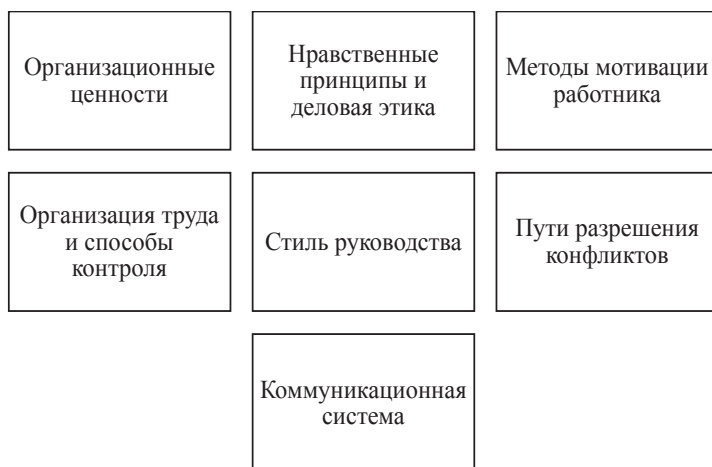 Организационные
ценности
Нравственные
принципы и
деловая этика
Методы мотивации
работника
Организация труда
и способы
контроля
Стиль руководства
Пути разрешения
конфликтов
Коммуникационная
система